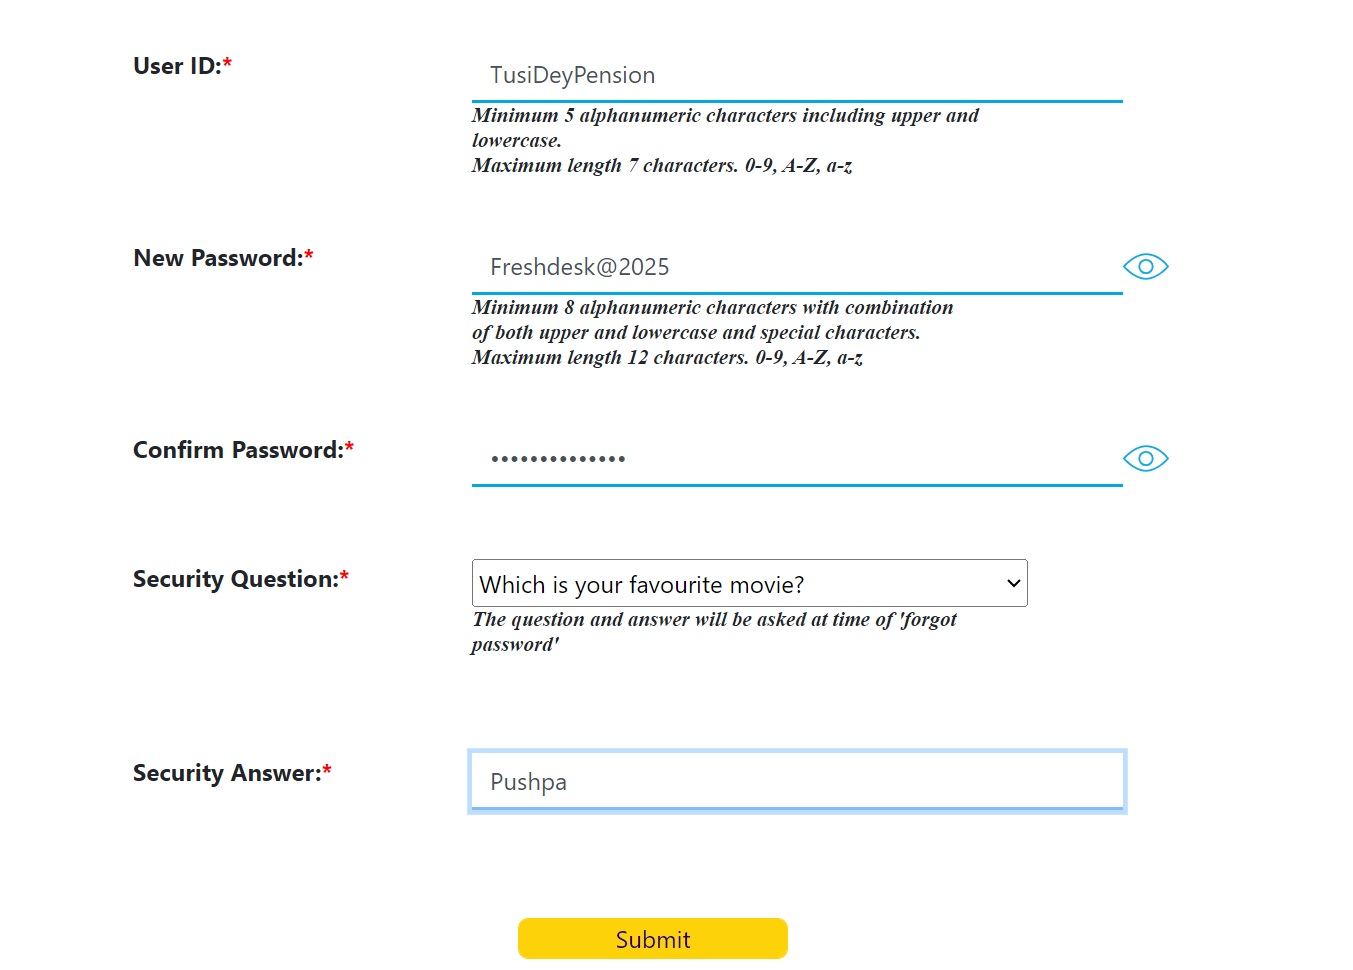 User ID:*
TusiDeyPension
Minimum 5 alphanumeric characters including upper and
lowercase.
Maximum length 7 characters. 0-9, A-Z, a-z
New Password:*
Freshdesk@2025
Minimum 8 alphanumeric characters with combination
of both upper and lowercase and special characters.
Maximum length 12 characters. 0-9, A-Z, a-z
Confirm Password:*
••••••••••••••
Security Question:*
Which is your favourite movie?
The question and answer will be asked at time of 'forgot
password'
Security Answer:*
Pushpa
Submit